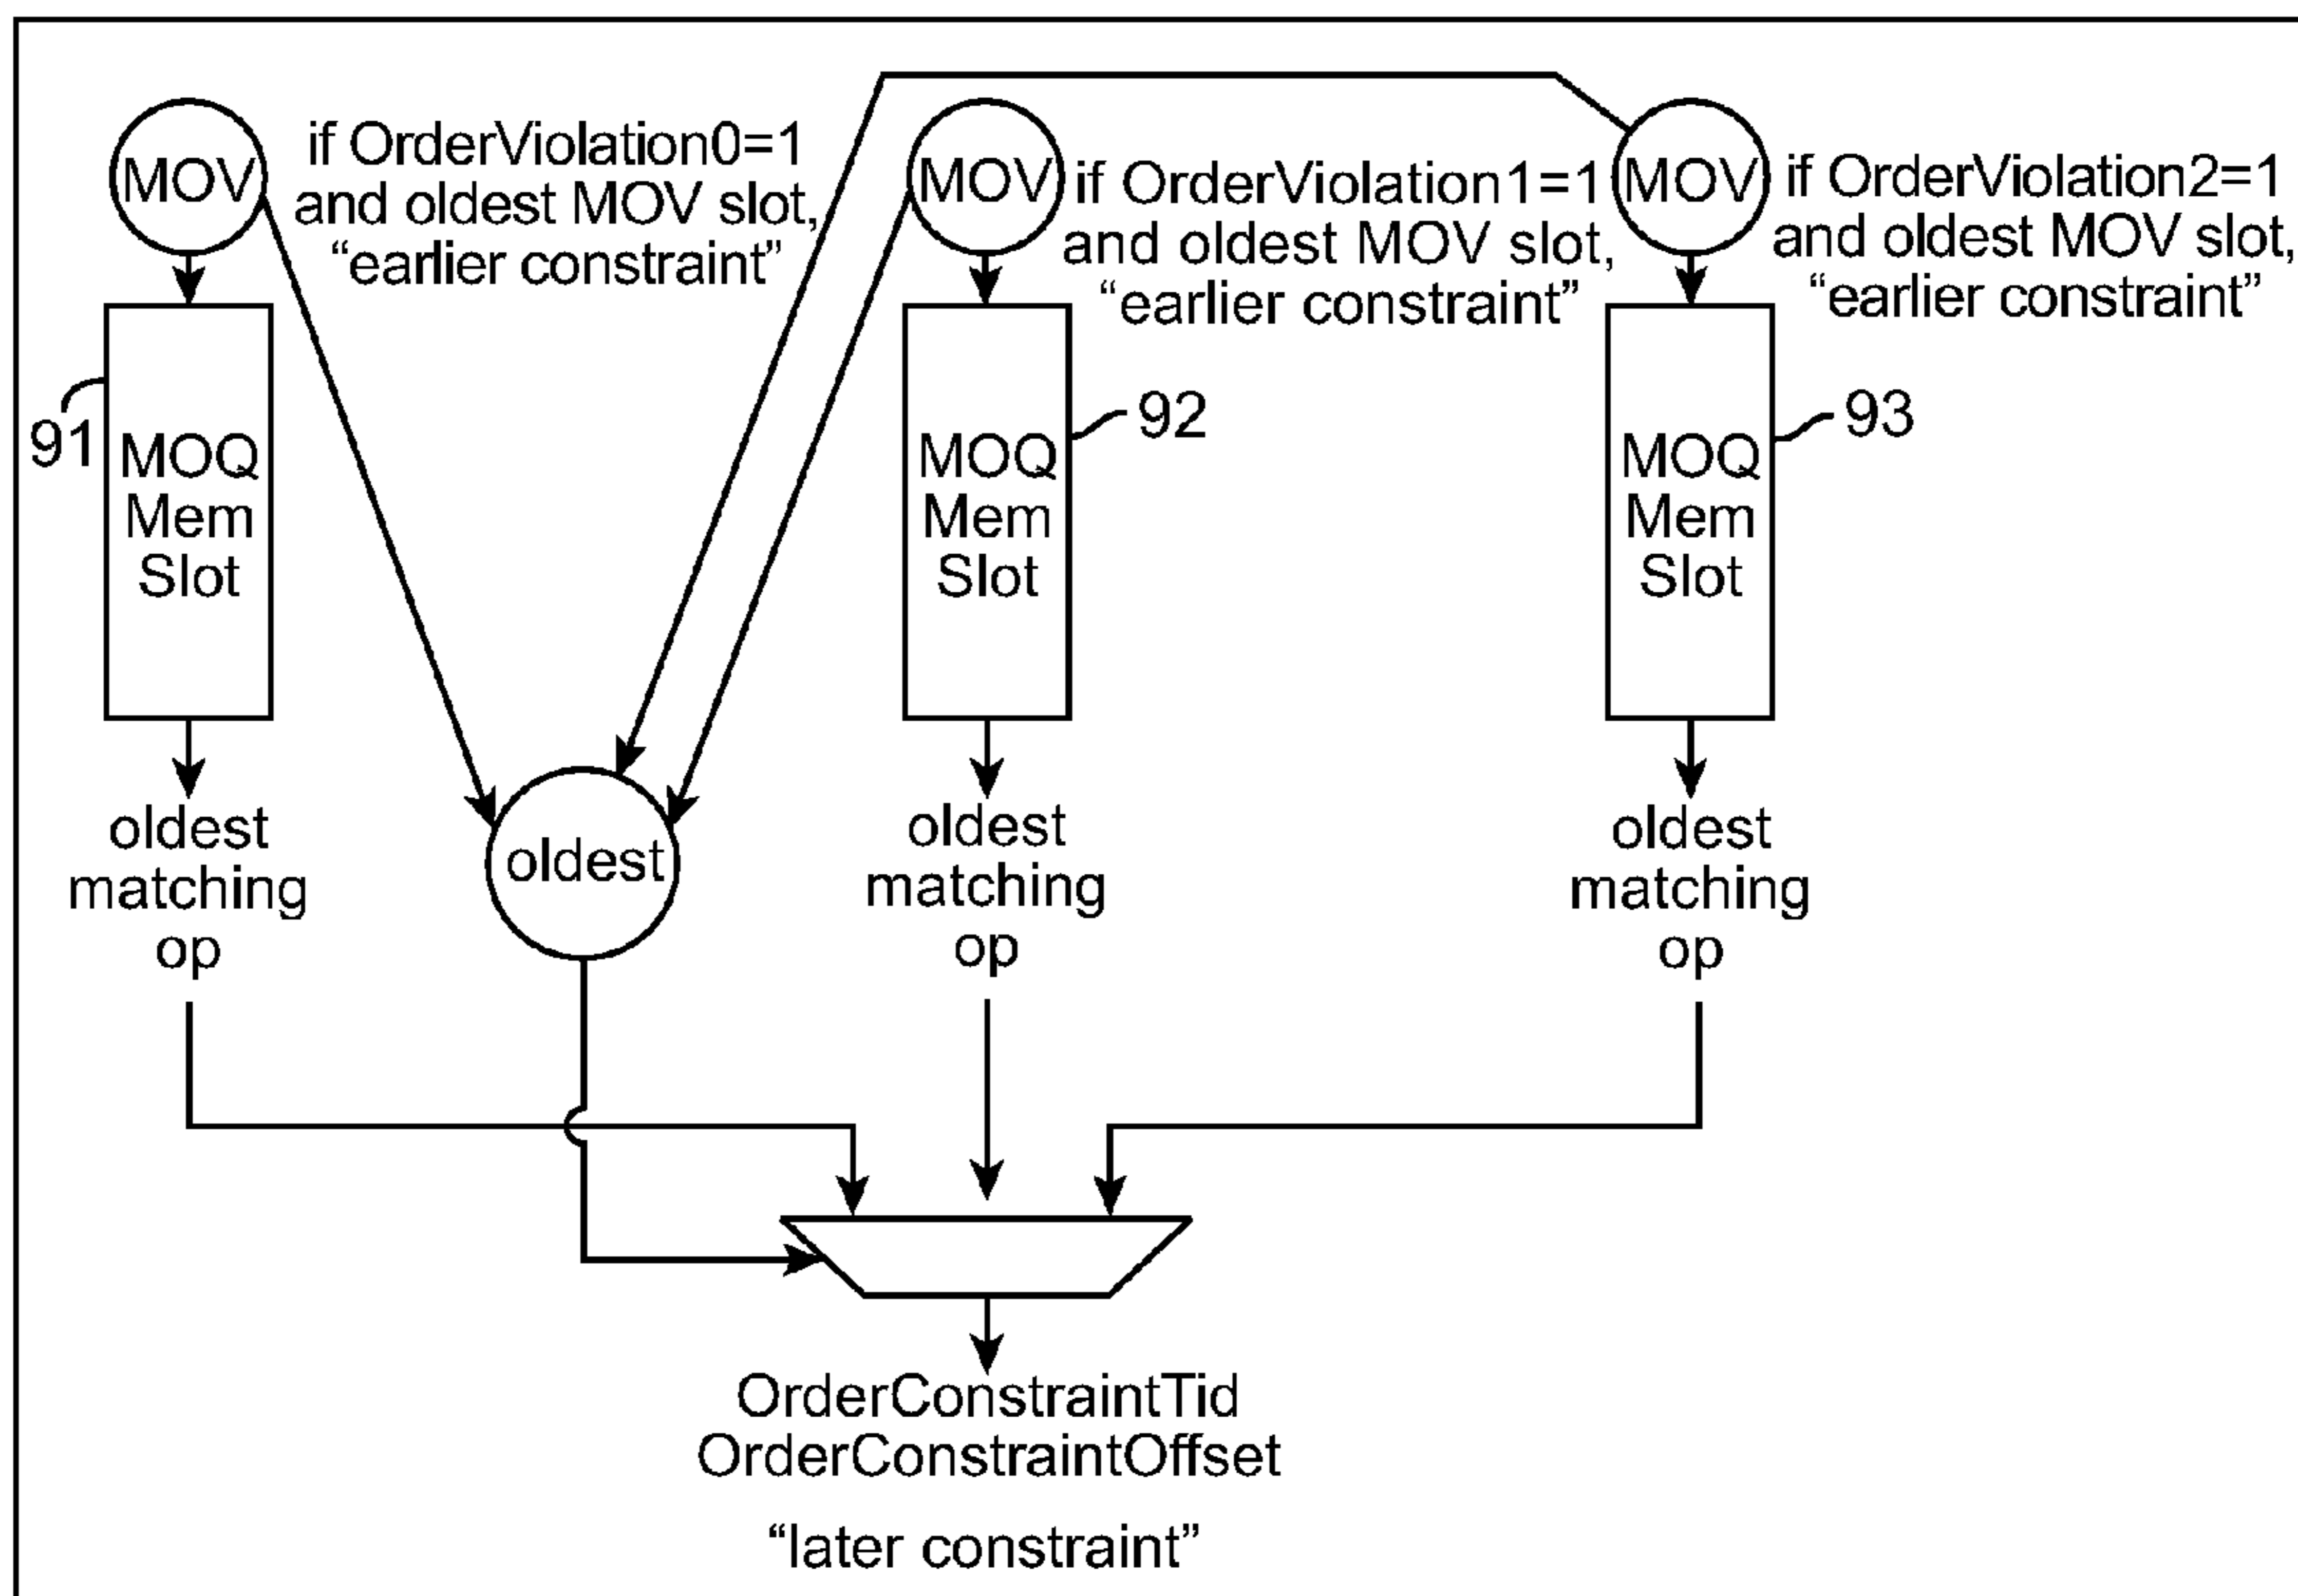 MOV
if OrderViolation0=1
and oldest MOV slot,
“earlier constraint”
MOV
if OrderViolation1=1
and oldest MOV slot,
“earlier constraint”
MOV
if OrderViolation2=1
and oldest MOV slot,
“earlier constraint”
91
MOQ
Mem
Slot
92
MOQ
Mem
Slot
93
MOQ
Mem
Slot
oldest
matching
op
oldest
oldest
matching
op
oldest
matching
op
OrderConstraintTid
OrderConstraintOffset
“later constraint”